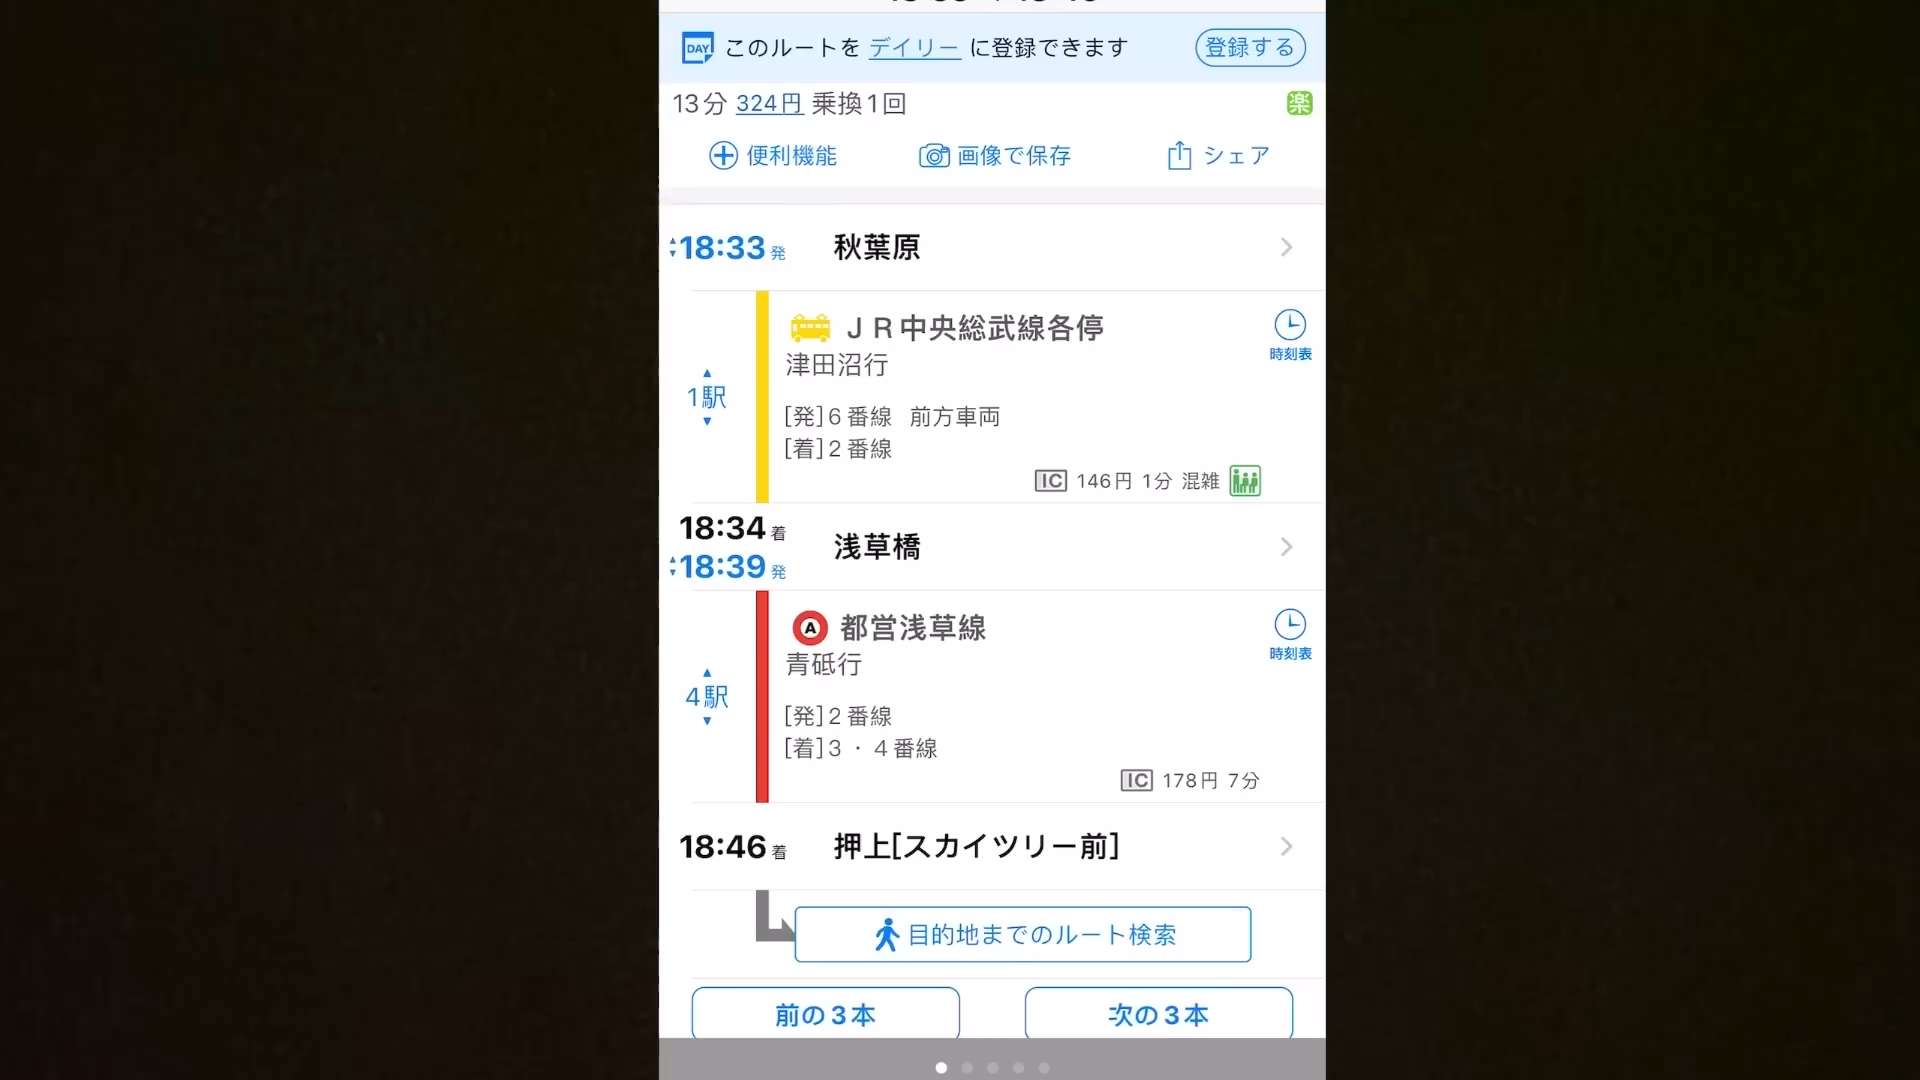 DAY このルートを デイリー に登録できます 登録する
13分 324円 乗換1回 楽
便利機能 画像で保存 シェア
18:33発 秋葉原
ＪＲ中央総武線各停
津田沼行
時刻表
1駅
[発]6番線 前方車両
[着]2番線
IC 146円 1分 混雑
18:34着
浅草橋
18:39発
A 都営浅草線
青砥行
時刻表
4駅
[発]2番線
[着]3・4番線
IC 178円 7分
18:46着 押上[スカイツリー前]
目的地までのルート検索
前の3本 次の3本